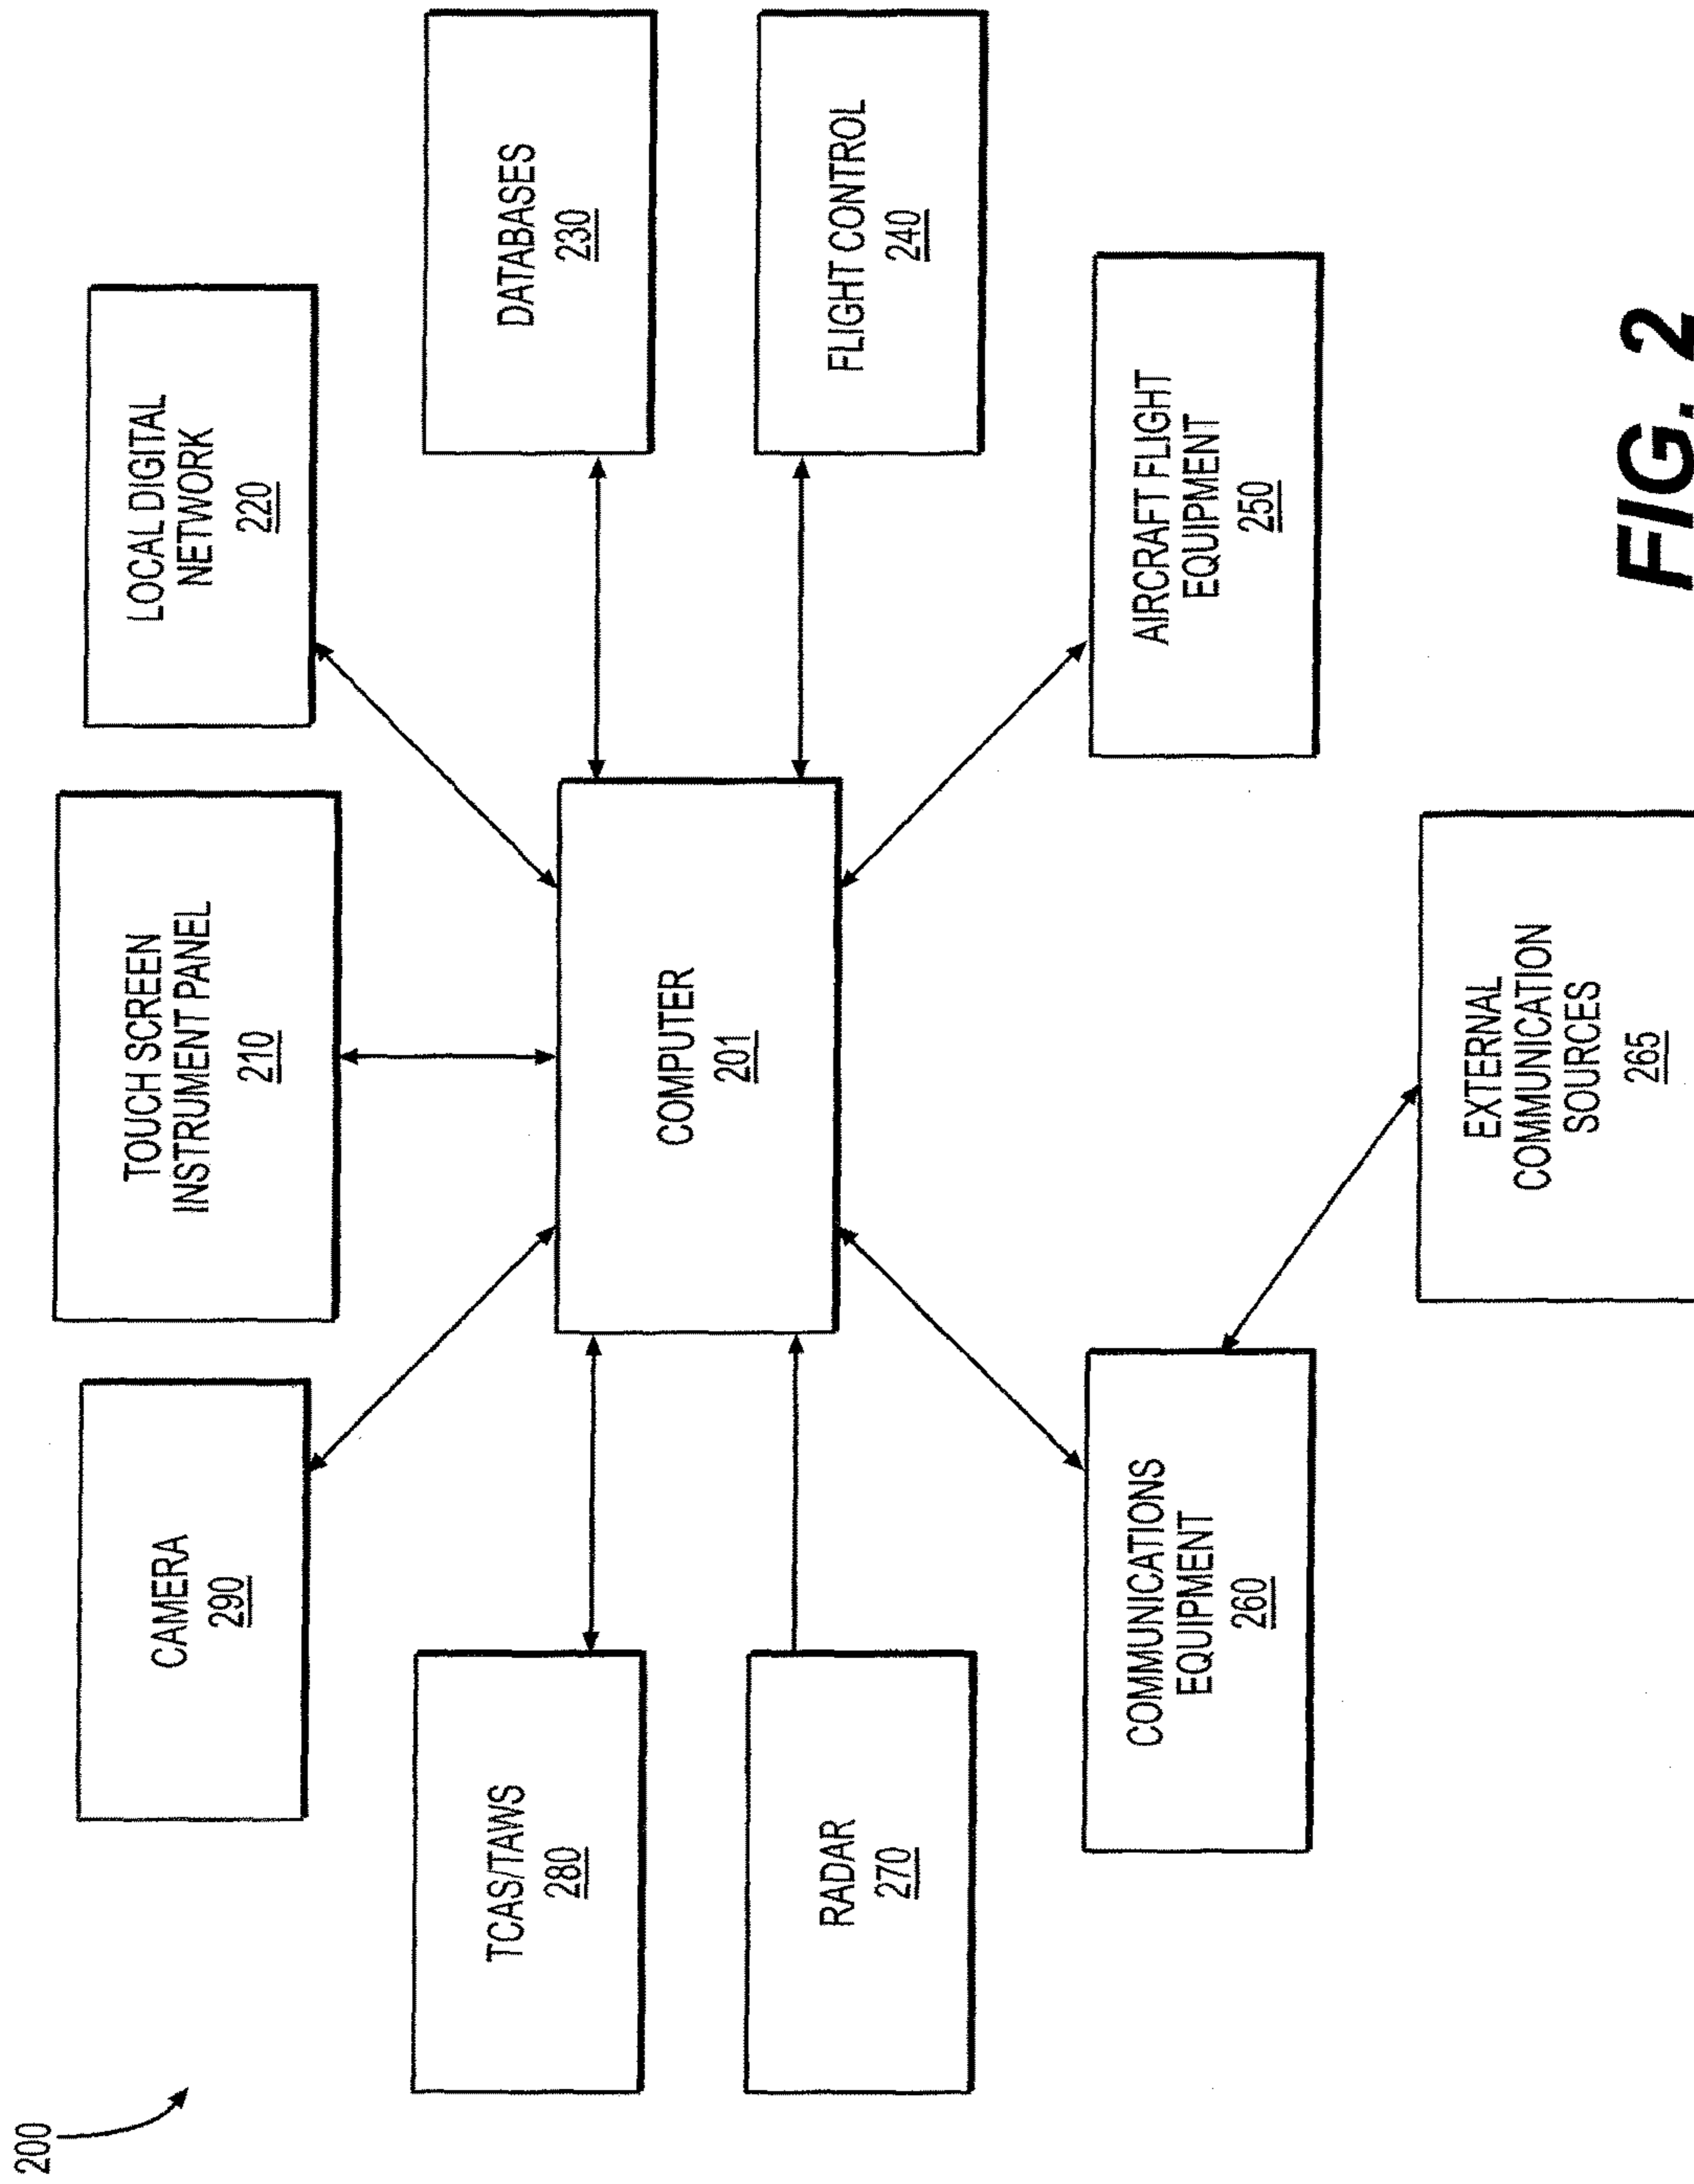 200
TOUCH SCREEN
INSTRUMENT PANEL
210
CAMERA
290
LOCAL DIGITAL
NETWORK
220
TCAS/TAWS
280
COMPUTER
201
DATABASES
230
RADAR
270
FLIGHT CONTROL
240
COMMUNICATIONS
EQUIPMENT
260
AIRCRAFT FLIGHT
EQUIPMENT
250
EXTERNAL
COMMUNICATION
SOURCES
265
FIG. 2